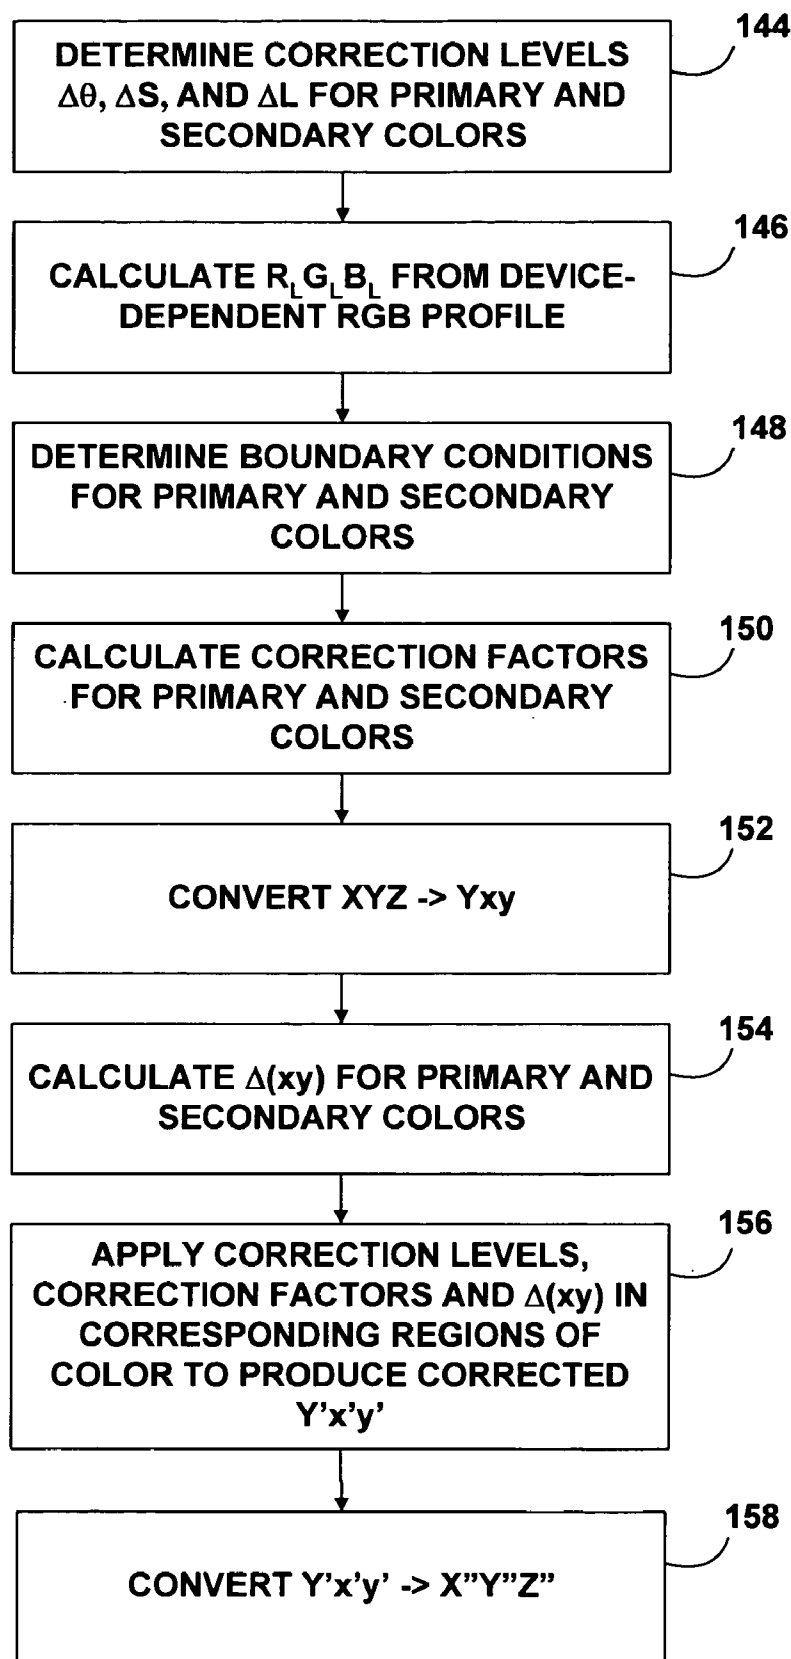 144
DETERMINE CORRECTION LEVELS
Δθ, ΔS, AND ΔL FOR PRIMARY AND
SECONDARY COLORS
146
CALCULATE R_LG_LB_L FROM DEVICE-
DEPENDENT RGB PROFILE
148
DETERMINE BOUNDARY CONDITIONS
FOR PRIMARY AND SECONDARY
COLORS
150
CALCULATE CORRECTION FACTORS
FOR PRIMARY AND SECONDARY
COLORS
152
CONVERT XYZ -> Yxy
154
CALCULATE Δ(xy) FOR PRIMARY AND
SECONDARY COLORS
156
APPLY CORRECTION LEVELS,
CORRECTION FACTORS AND Δ(xy) IN
CORRESPONDING REGIONS OF
COLOR TO PRODUCE CORRECTED
Y'x'y'
158
CONVERT Y'x'y' -> X”Y”Z”